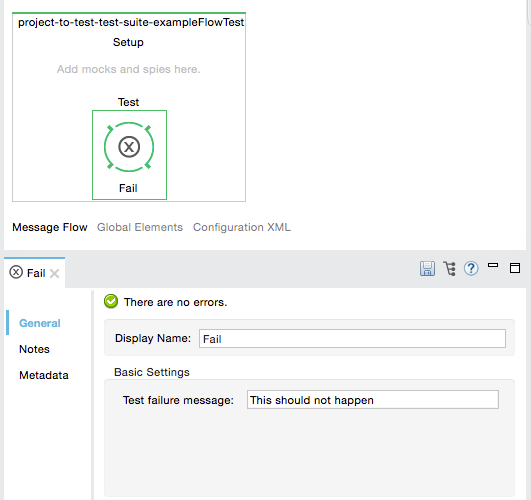 project-to-test-test-suite-exampleFlowTest
Setup
Add mocks and spies here.
Test
Fail
Message Flow Global Elements Configuration XML
Fail
There are no errors.
General
Notes
Metadata
Display Name: Fail
Basic Settings
Test failure message: This should not happen